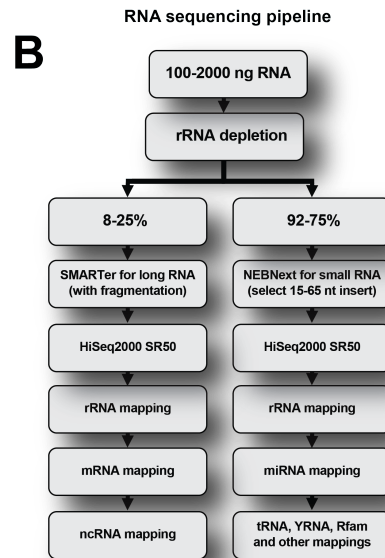 RNA sequencing pipeline
B
100-2000 ng RNA
rRNA depletion
8-25%
92-75%
SMARTer for long RNA
(with fragmentation)
NEBNext for small RNA
(select 15-65 nt insert)
HiSeq2000 SR50
HiSeq2000 SR50
rRNA mapping
rRNA mapping
mRNA mapping
miRNA mapping
ncRNA mapping
tRNA, YRNA, Rfam
and other mappings